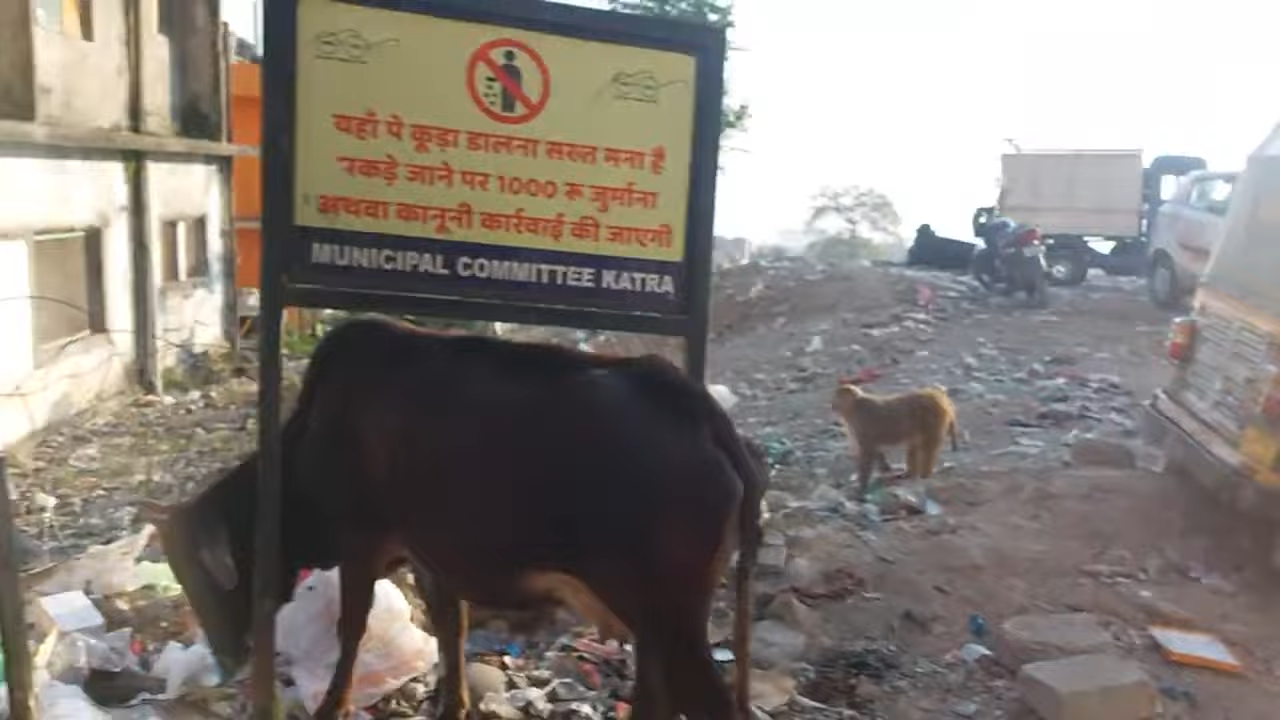 यहाँ पे कूड़ा डालना सख्त मना है
पकड़े जाने पर 1000 रू जुर्माना
अथवा कानूनी कार्रवाई की जाएगी
MUNICIPAL COMMITTEE KATRA